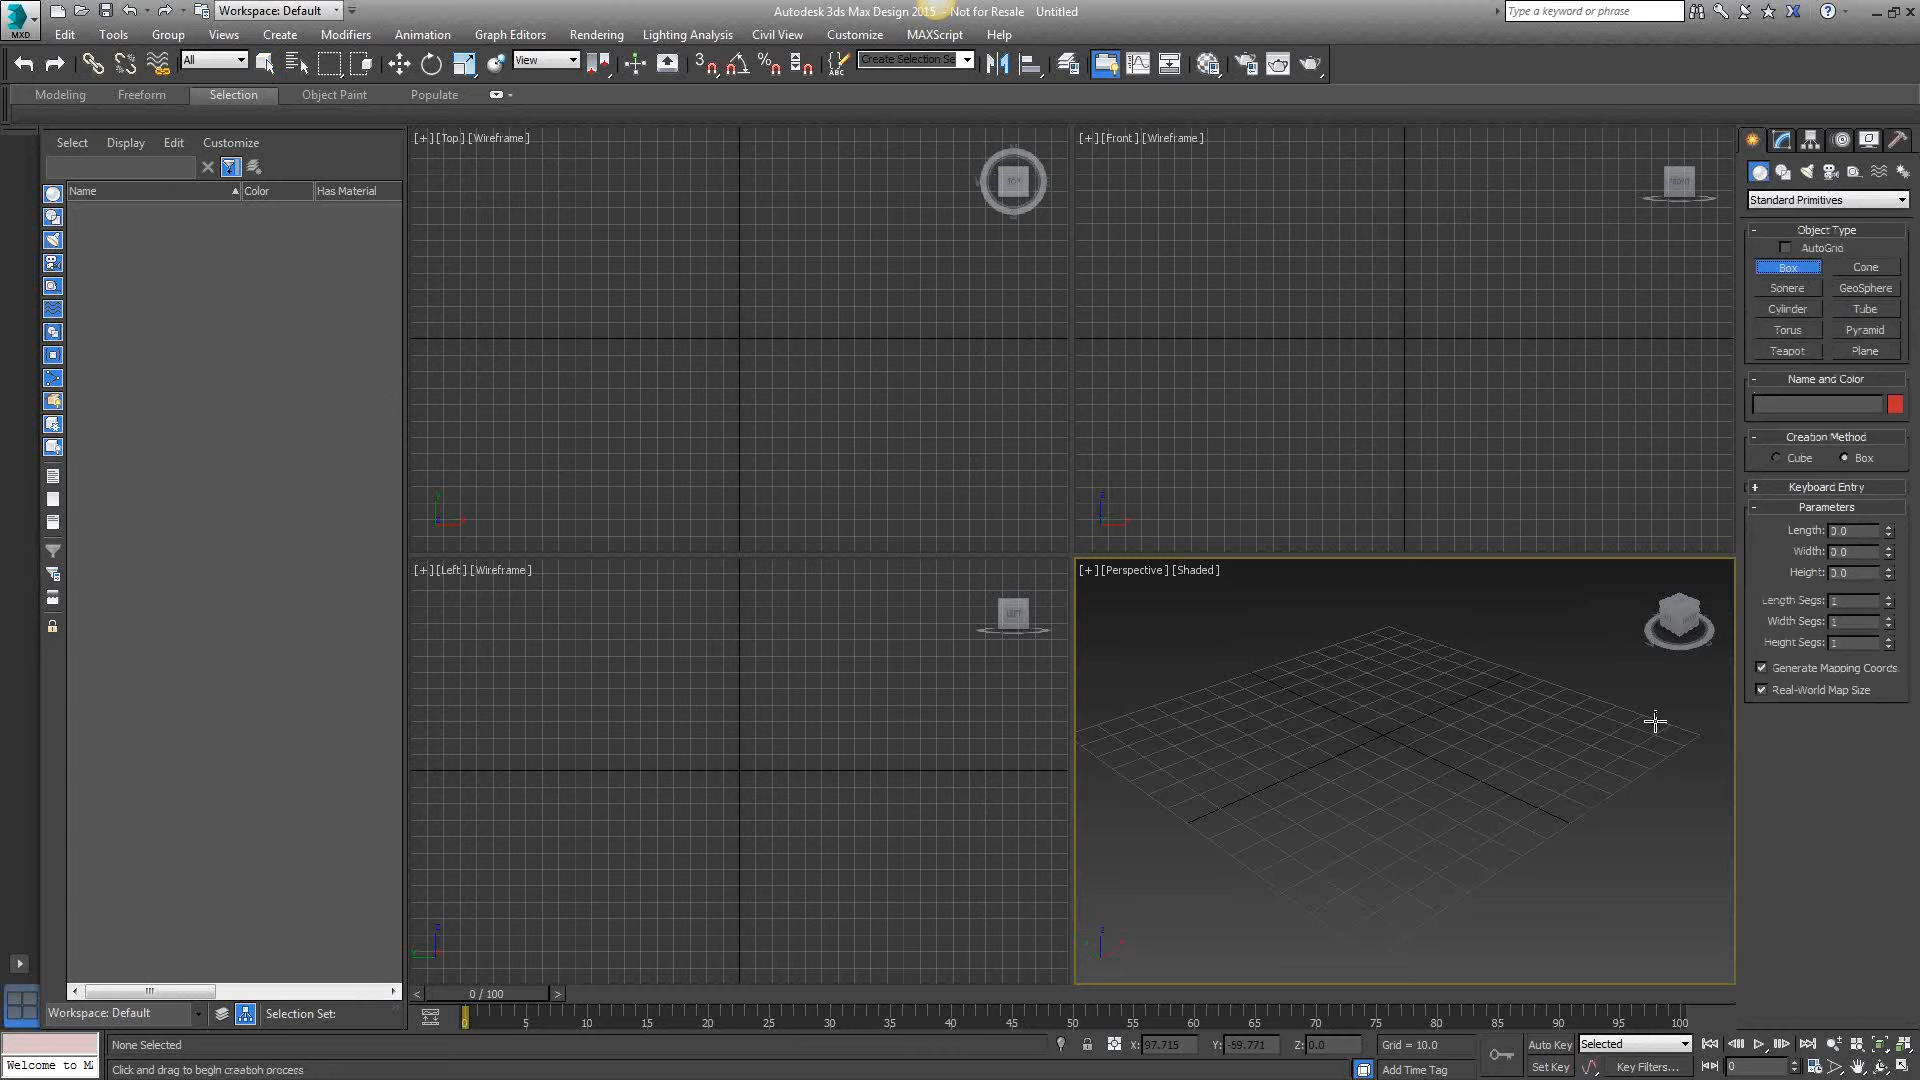 Workspace: Default
Autodesk 3ds Max Design 2015 - Not for Resale Untitled
Type a keyword or phrase
MXD
Edit Tools Group Views Create Modifiers Animation Graph Editors Rendering Lighting Analysis Civil View Customize MAXScript Help
All View 3 Create Selection Se
Modeling Freeform Selection Object Paint Populate
Select Display Edit Customize
Name Color Has Material
[+] [Top] [Wireframe]
TOP
[+] [Front] [Wireframe]
FRONT
[+] [Left] [Wireframe]
LEFT
[+] [Perspective] [Shaded]
Standard Primitives
- Object Type
AutoGrid
Box Cone
Sphere GeoSphere
Cylinder Tube
Torus Pyramid
Teapot Plane
- Name and Color
- Creation Method
Cube Box
+ Keyboard Entry
- Parameters
Length: 0.0
Width: 0.0
Height: 0.0
Length Segs: 1
Width Segs: 1
Height Segs: 1
Generate Mapping Coords.
Real-World Map Size
< 0 / 100 >
Workspace: Default Selection Set:
0 5 10 15 20 25 30 35 40 45 50 55 60 65 70 75 80 85 90 95 100
None Selected X: 97.715 Y: -59.771 Z: 0.0 Grid = 10.0 Auto Key Selected
Welcome to M
Click and drag to begin creation process Add Time Tag Set Key Key Filters... 0